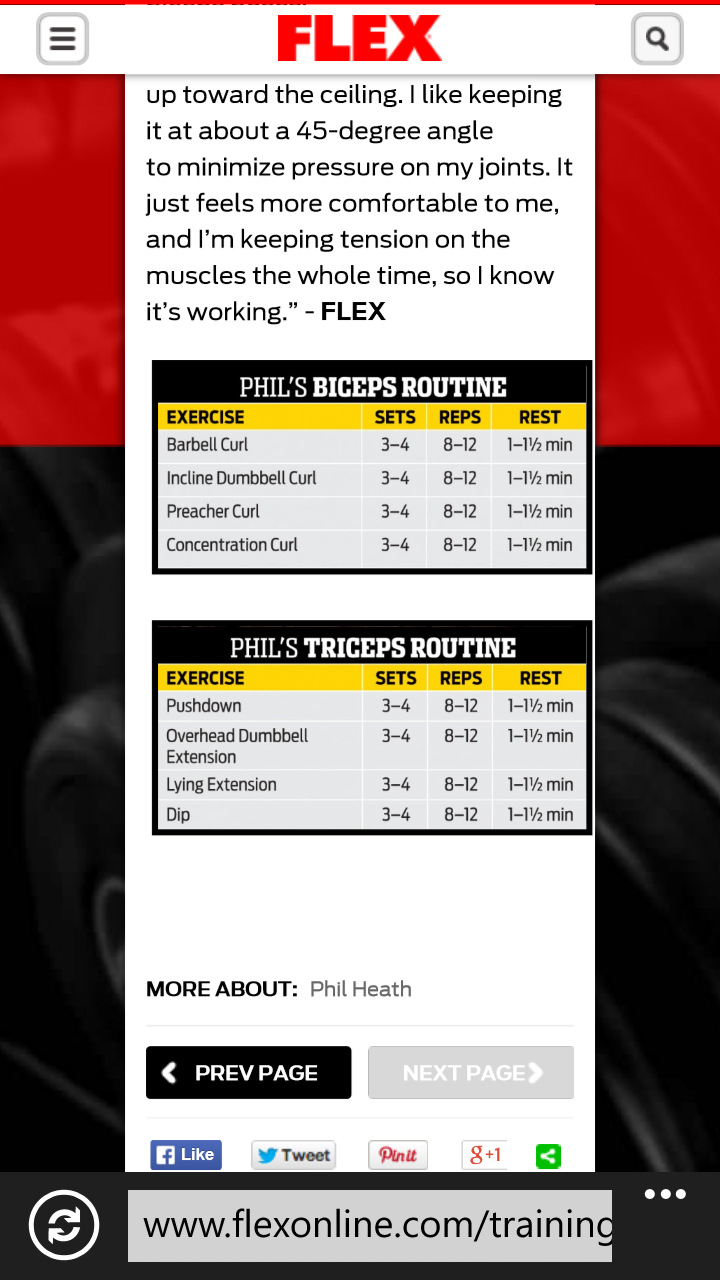 FLEX
up toward the ceiling. I like keeping
it at about a 45-degree angle
to minimize pressure on my joints. It
just feels more comfortable to me,
and I'm keeping tension on the
muscles the whole time, so I know
it's working.” - FLEX
PHIL'S BICEPS ROUTINE
EXERCISE SETS REPS REST
Barbell Curl 3–4 8–12 1–1½ min
Incline Dumbbell Curl 3–4 8–12 1–1½ min
Preacher Curl 3–4 8–12 1–1½ min
Concentration Curl 3–4 8–12 1–1½ min
PHIL'S TRICEPS ROUTINE
EXERCISE SETS REPS REST
Pushdown 3–4 8–12 1–1½ min
Overhead Dumbbell 3–4 8–12 1–1½ min
Extension
Lying Extension 3–4 8–12 1–1½ min
Dip 3–4 8–12 1–1½ min
MORE ABOUT: Phil Heath
PREV PAGE NEXT PAGE
Like Tweet Pin it g+1
www.flexonline.com/training